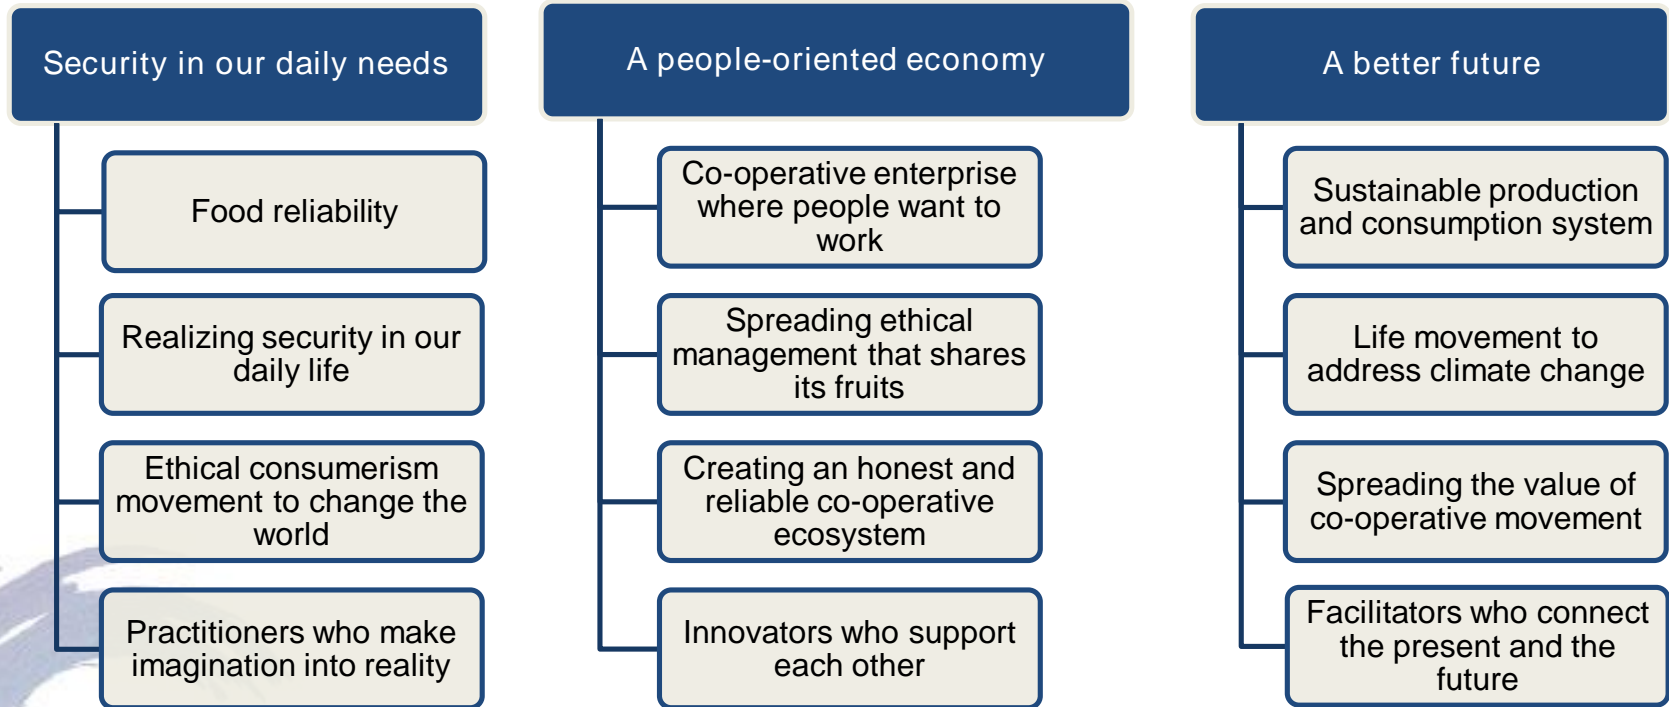 Security in our daily needs
Food reliability
Realizing security in our
daily life
Ethical consumerism
movement to change the
world
Practitioners who make
imagination into reality
A people-oriented economy
Co-operative enterprise
where people want to
work
Spreading ethical
management that shares
its fruits
Creating an honest and
reliable co-operative
ecosystem
Innovators who support
each other
A better future
Sustainable production
and consumption system
Life movement to
address climate change
Spreading the value of
co-operative movement
Facilitators who connect
the present and the
future